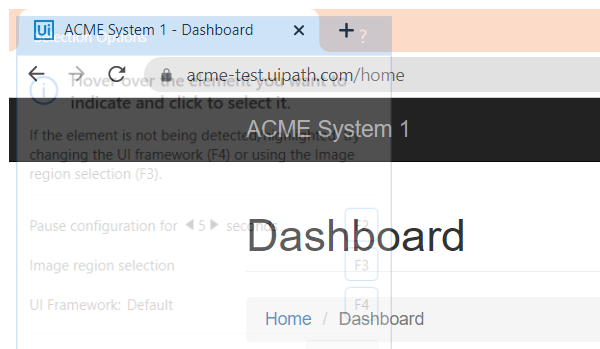 Ui ACME System 1 - Dashboard
Selection Options ?
acme-test.uipath.com/home
Hover over the element you want to
indicate and click to select it.
ACME System 1
If the element is not being detected, highlighted, try
changing the UI framework (F4) or using the Image
region selection (F3).
Pause configuration for 5 seconds F2
Dashboard
Image region selection F3
UI Framework: Default F4
Home / Dashboard